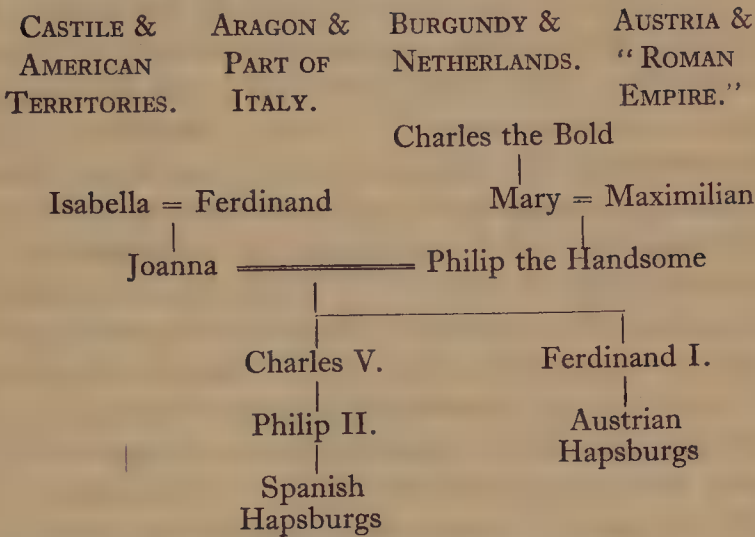 CASTILE & ARAGON & BURGUNDY & AUSTRIA &
AMERICAN PART OF NETHERLANDS. “ ROMAN
TERRITORIES. ITALY. EMPIRE.”
Charles the Bold
Isabella = Ferdinand Mary = Maximilian
Joanna = Philip the Handsome
Charles V. Ferdinand I.
Philip II. Austrian
Hapsburgs
Spanish
Hapsburgs